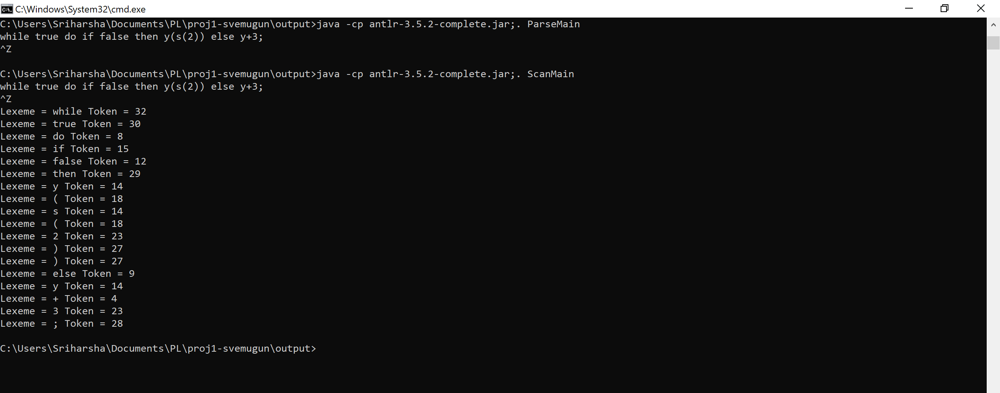 C:\Windows\System32\cmd.exe
C:\Users\Sriharsha\Documents\PL\proj1-svemugun\output>java -cp antlr-3.5.2-complete.jar;. ParseMain
while true do if false then y(s(2)) else y+3;
^Z
C:\Users\Sriharsha\Documents\PL\proj1-svemugun\output>java -cp antlr-3.5.2-complete.jar;. ScanMain
while true do if false then y(s(2)) else y+3;
^Z
Lexeme = while Token = 32
Lexeme = true Token = 30
Lexeme = do Token = 8
Lexeme = if Token = 15
Lexeme = false Token = 12
Lexeme = then Token = 29
Lexeme = y Token = 14
Lexeme = ( Token = 18
Lexeme = s Token = 14
Lexeme = ( Token = 18
Lexeme = 2 Token = 23
Lexeme = ) Token = 27
Lexeme = ) Token = 27
Lexeme = else Token = 9
Lexeme = y Token = 14
Lexeme = + Token = 4
Lexeme = 3 Token = 23
Lexeme = ; Token = 28
C:\Users\Sriharsha\Documents\PL\proj1-svemugun\output>